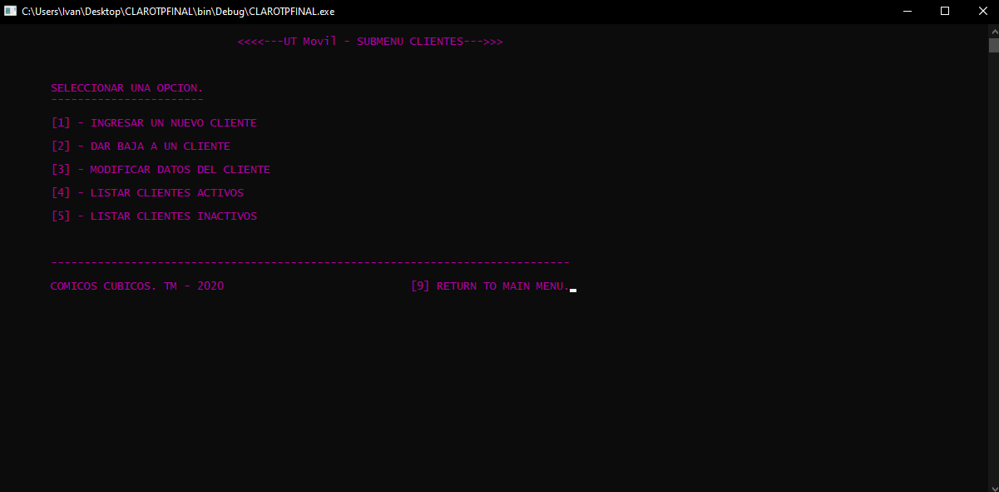 C:\Users\Ivan\Desktop\CLAROTPFINAL\bin\Debug\CLAROTPFINAL.exe
<<<<---UT Movil - SUBMENU CLIENTES--->>>
SELECCIONAR UNA OPCION.
-----------------------
[1] - INGRESAR UN NUEVO CLIENTE
[2] - DAR BAJA A UN CLIENTE
[3] - MODIFICAR DATOS DEL CLIENTE
[4] - LISTAR CLIENTES ACTIVOS
[5] - LISTAR CLIENTES INACTIVOS
------------------------------------------------------------------------------
COMICOS CUBICOS. TM - 2020 [9] RETURN TO MAIN MENU.